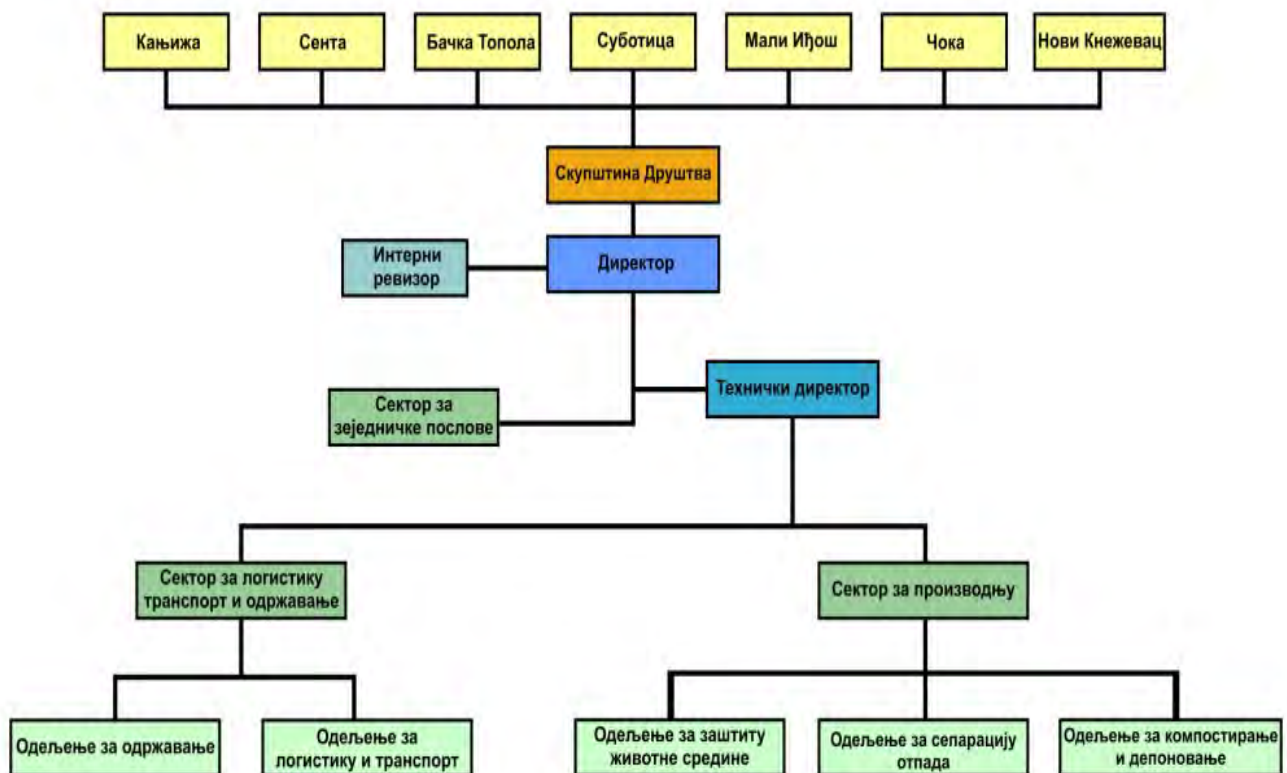 Кањижа
Сента
Бачка Топола
Суботица
Мали Иђош
Чока
Нови Кнежевац
Скупштина Друштва
Интерни
ревизор
Директор
Технички директор
Сектор за
зеједничке послове
Сектор за логистику
транспорт и одржавање
Сектор за производњу
Одељење за одржавање
Одељење за
логистику и транспорт
Одељење за заштиту
животне средине
Одељење за сепарацију
отпада
Одељење за компостирање
и депоновање